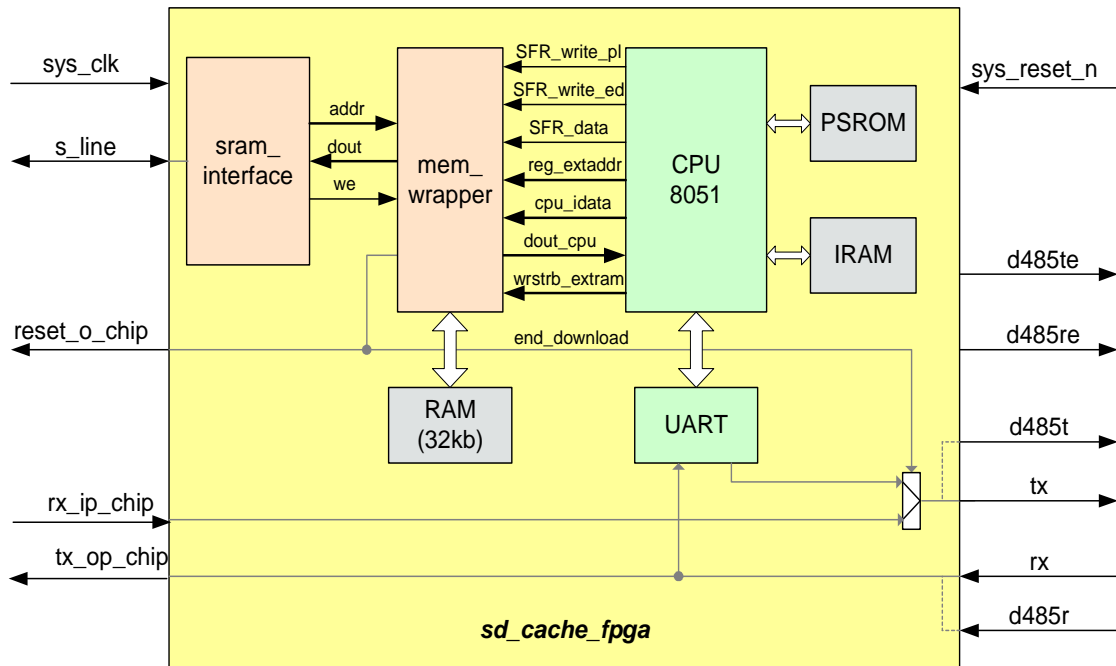 sys_clk
s_line
reset_o_chip
rx_ip_chip
tx_op_chip
sram_
interface
addr
dout
we
mem_
wrapper
SFR_write_pl
SFR_write_ed
SFR_data
reg_extaddr
cpu_idata
dout_cpu
wrstrb_extram
CPU
8051
PSROM
IRAM
end_download
RAM
(32kb)
UART
sys_reset_n
d485te
d485re
d485t
tx
rx
d485r
sd_cache_fpga